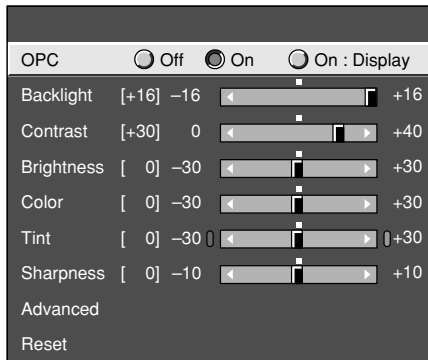 OPC Off On On : Display
Backlight [+16] –16 +16
Contrast [+30] 0 +40
Brightness [ 0] –30 +30
Color [ 0] –30 +30
Tint [ 0] –30 +30
Sharpness [ 0] –10 +10
Advanced
Reset